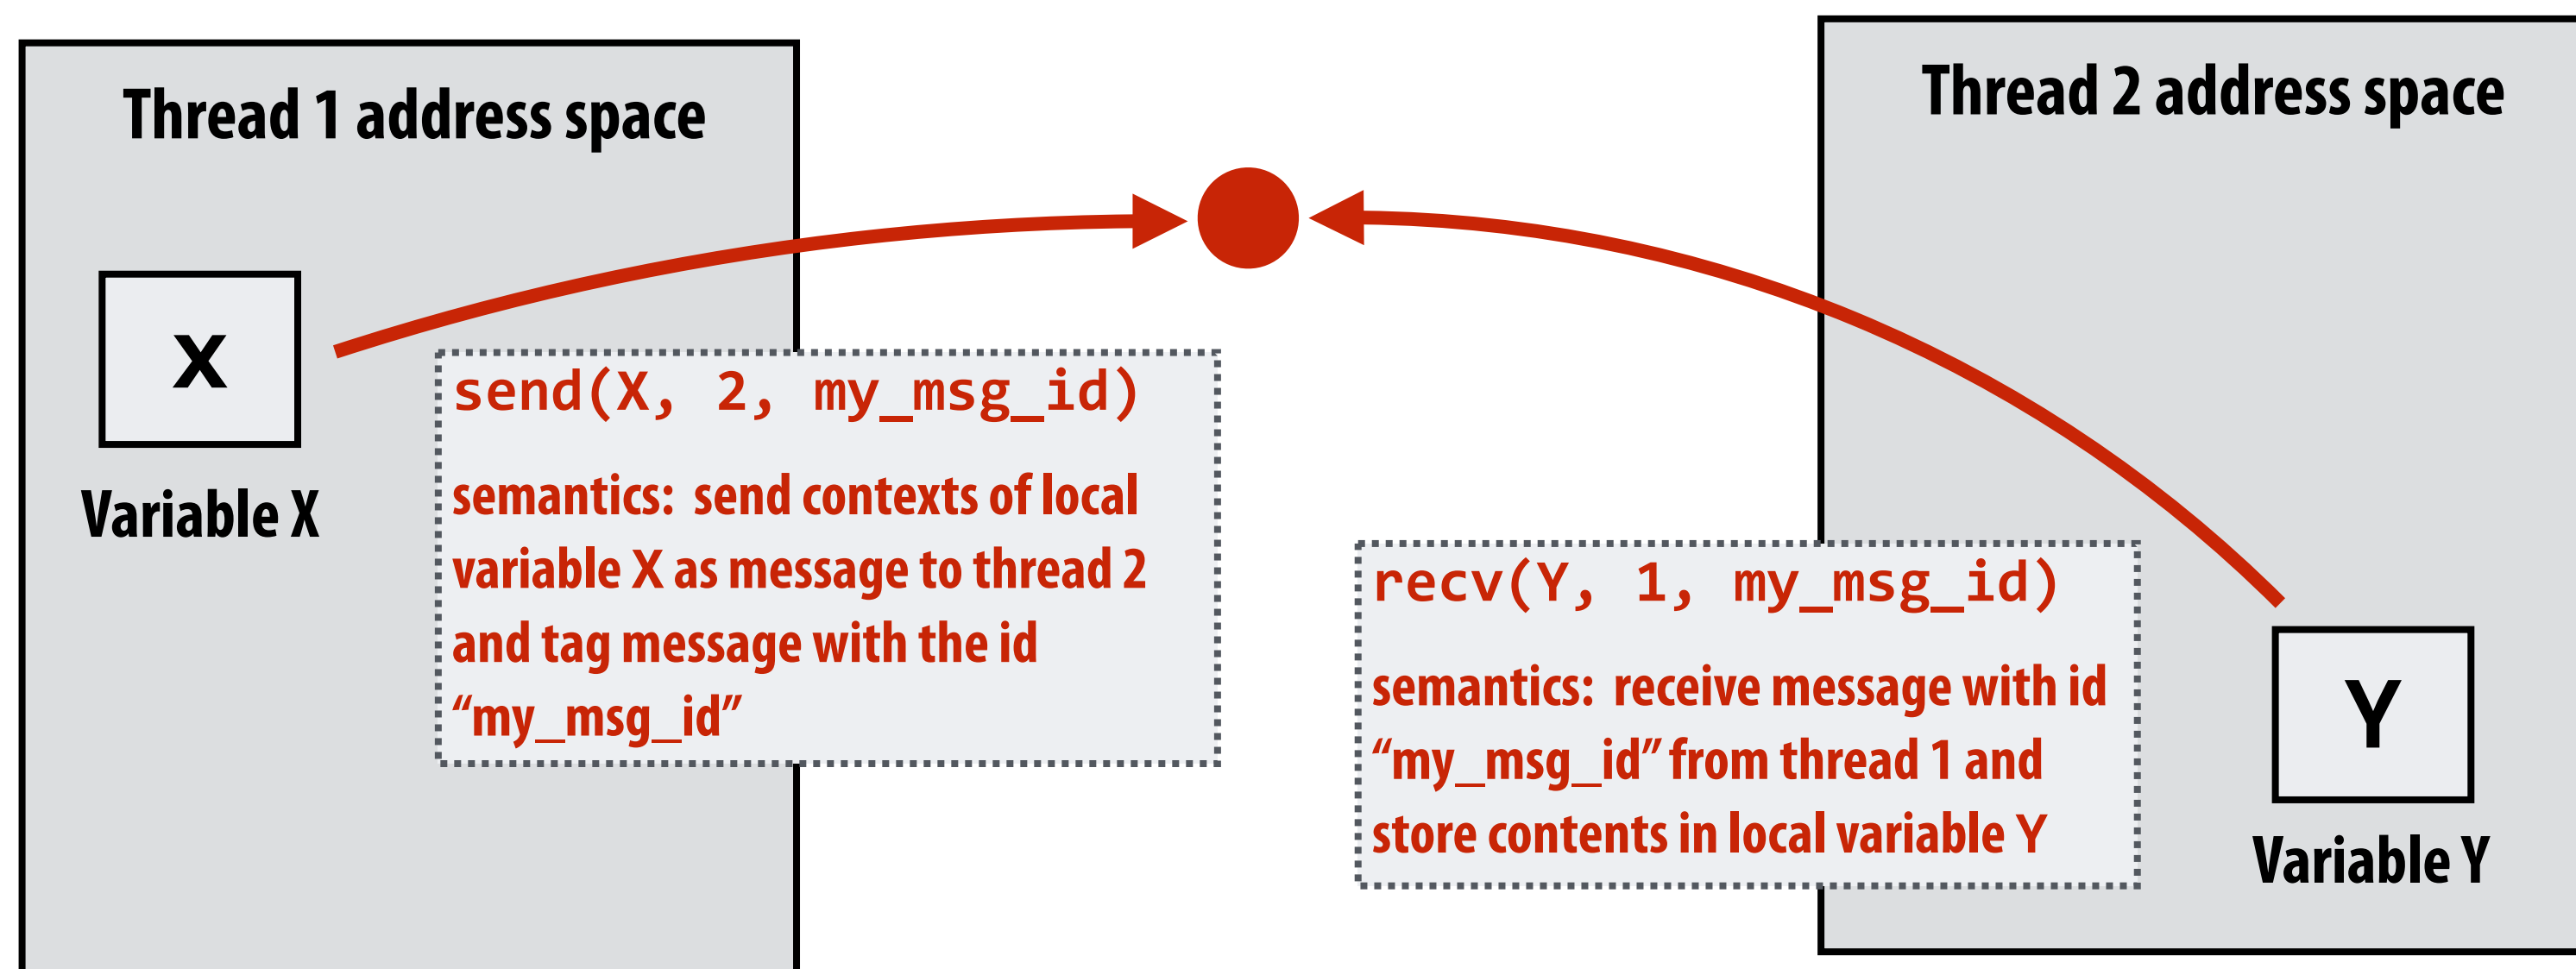 Thread 1 address space
x
Variable X
send(X, 2, my_msg_id)
semantics:  send contexts of local
variable X as message to thread 2
and tag message with the id
“my_msg_id”
Thread 2 address space
recv(Y, 1, my_msg_id)
semantics:  receive message with id
“my_msg_id” from thread 1 and
store contents in local variable Y
Y
Variable Y